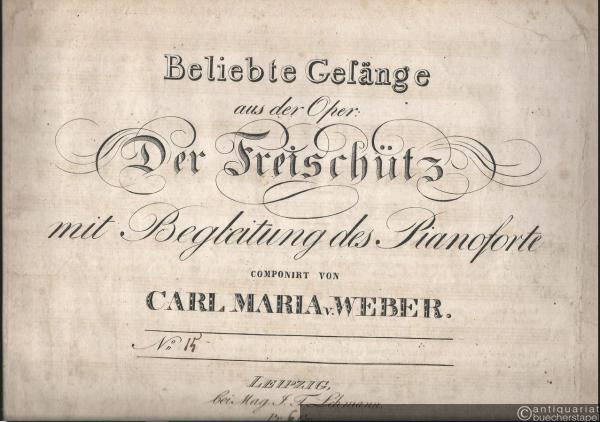 Beliebte Geſänge
aus der Oper:
Der Freischütz
mit Begleitung des Pianoforte
COMPONIRT VON
CARL MARIA v. WEBER.
No. 15
LEIPZIG,
bei Mag. J. F. Lehmann.
©antiquariat
buecherstapel